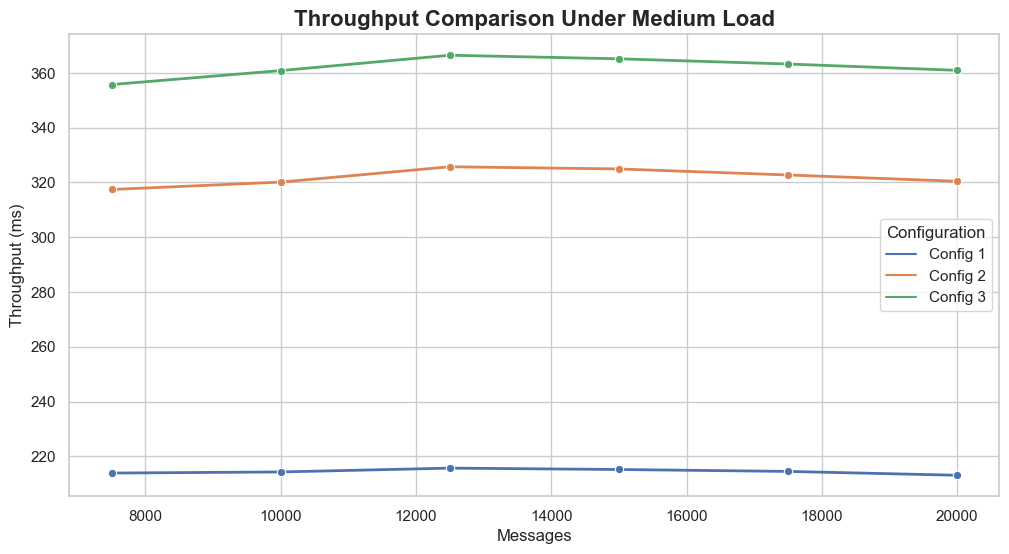 Throughput Comparison Under Medium Load
Throughput (ms)
360
340
320
300
280
260
240
220
8000
10000
12000
14000
16000
18000
20000
Messages
Configuration
Config 1
Config 2
Config 3